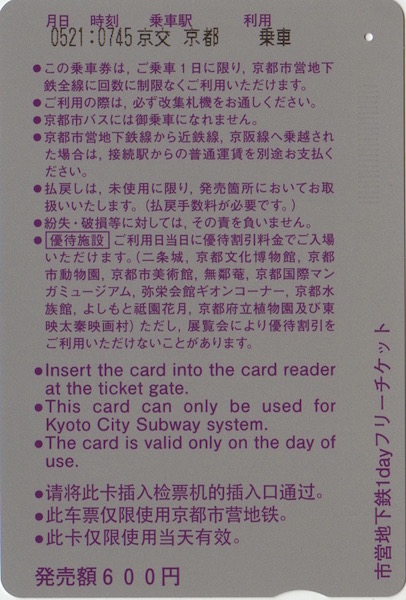 月日 時刻 乗車駅 利用
0521:0745 京交 京都 乗車
●この乗車券は、ご乗車1日に限り、京都市営地下
鉄全線に回数に制限なくご利用いただけます。
●ご利用の際は、必ず改集札機をお通しください。
●京都市バスには御乗車になれません。
●京都市営地下鉄線から近鉄線、京阪線へ乗越され
た場合は、接続駅からの普通運賃を別途お支払く
ださい。
●払戻しは、未使用に限り、発売箇所においてお取
扱いいたします。(払戻手数料が必要です。)
●紛失・破損等に対しては、その責を負いません。
●優待施設 ご利用日当日に優待割引料金でご入場
いただけます。(二条城、京都文化博物館、京都
市動物園、京都市美術館、無鄰菴、京都国際マン
ガミュージアム、弥栄会館ギオンコーナー、京都水
族館、よしもと祇園花月、京都府立植物園及び東
映太秦映画村)ただし、展覧会により優待割引を
ご利用いただけないことがあります。
●Insert the card into the card reader
at the ticket gate.
●This card can only be used for
Kyoto City Subway system.
●The card is valid only on the day of
use.
●请将此卡插入检票机的插入口通过。
●此车票仅限使用京都市营地铁。
●此卡仅限使用当天有效。
発売額600円
市営地下鉄1dayフリーチケット